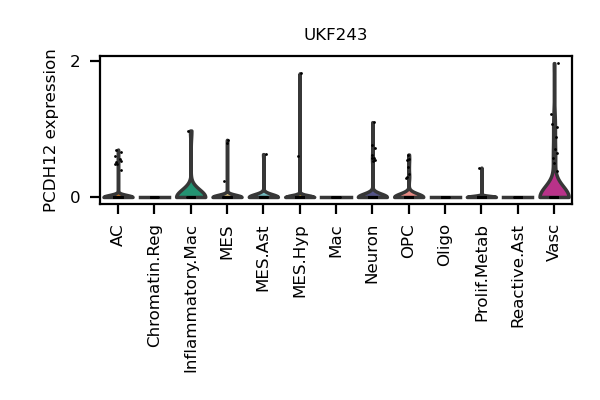 UKF243
PCDH12 expression
2
0
AC
Chromatin.Reg
Inflammatory.Mac
MES
MES.Ast
MES.Hyp
Mac
Neuron
OPC
Oligo
Prolif.Metab
Reactive.Ast
Vasc